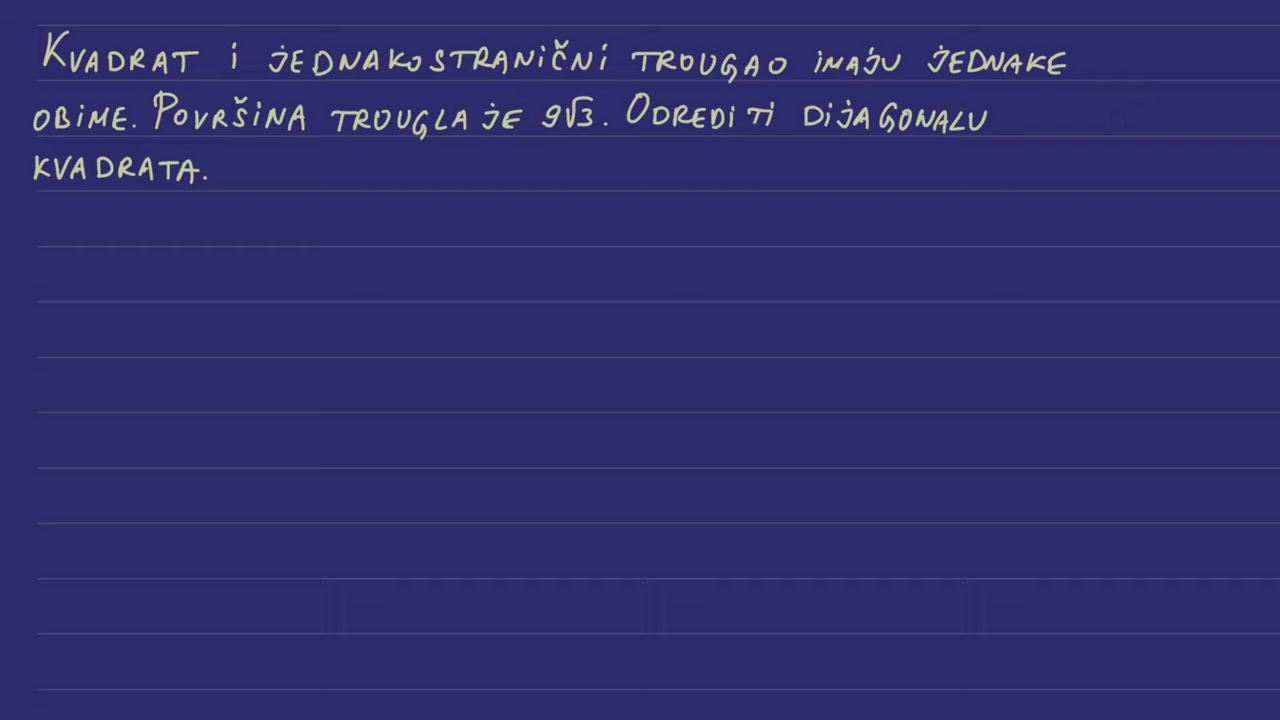 KVADRAT I JEDNAKOSTRANIČNI TROUGAO IMAJU JEDNAKE
OBIME. POVRŠINA TROUGLA JE 9√3. ODREDITI DIJAGONALU
KVADRATA.